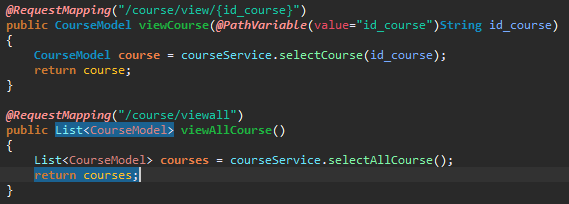 @RequestMapping("/course/view/{id_course}")
public CourseModel viewCourse(@PathVariable(value="id_course")String id_course)
{
    CourseModel course = courseService.selectCourse(id_course);
    return course;
}
@RequestMapping("/course/viewall")
public List<CourseModel> viewAllCourse()
{
    List<CourseModel> courses = courseService.selectAllCourse();
    return courses;
}